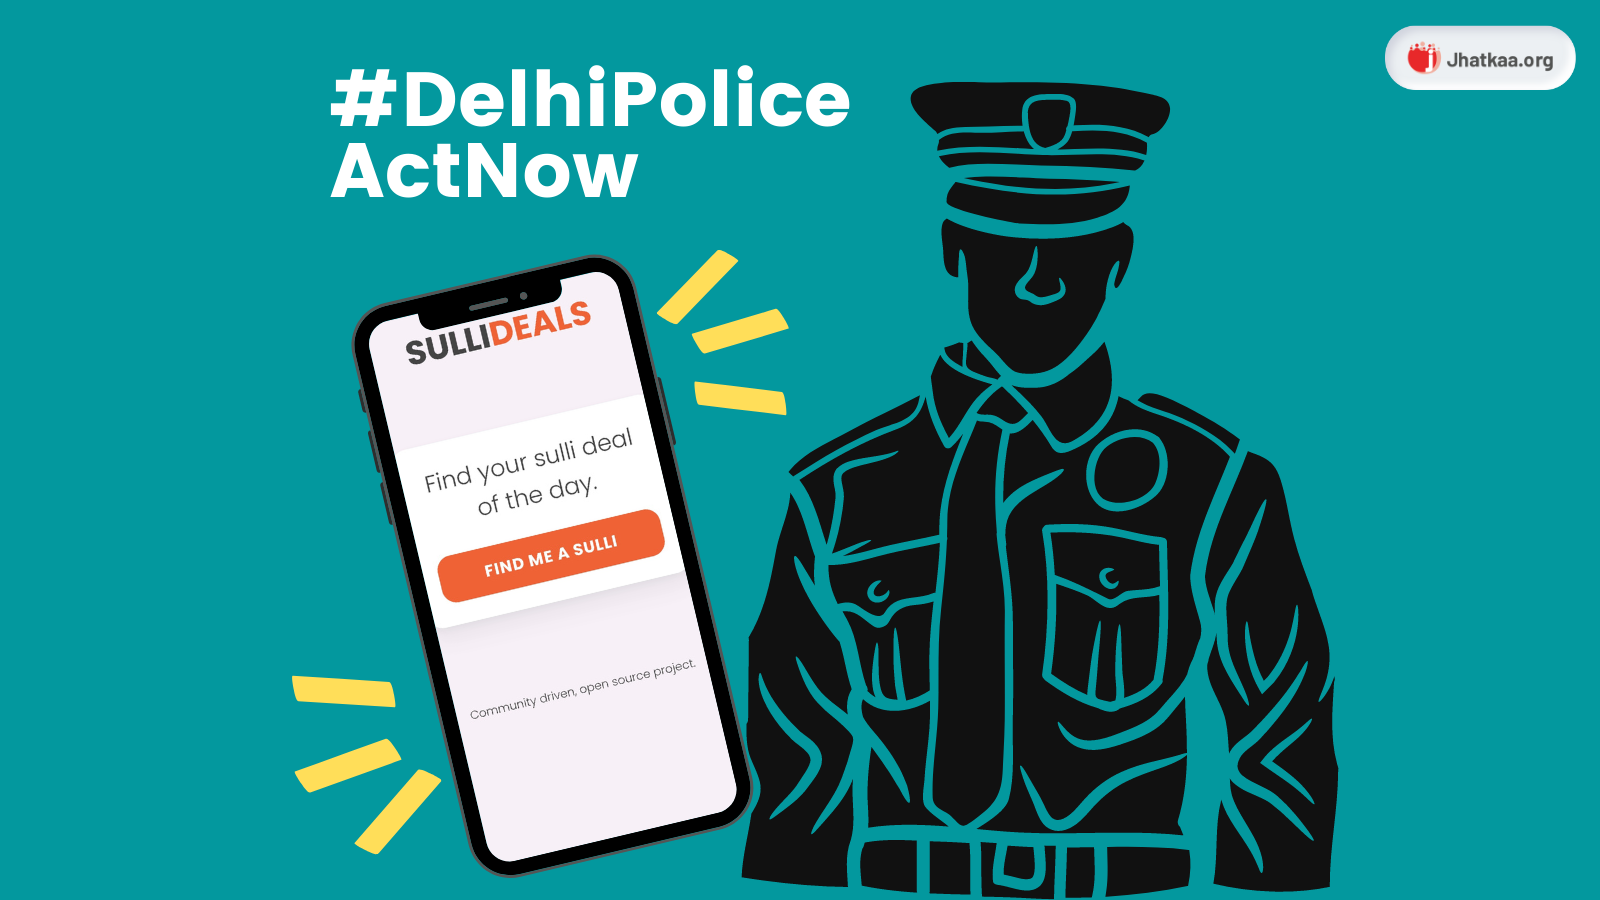 #DelhiPolice
ActNow
Jhatkaa.org
SULLIDEALS
Find your sulli deal
of the day.
FIND ME A SULLI
Community driven, open source project.